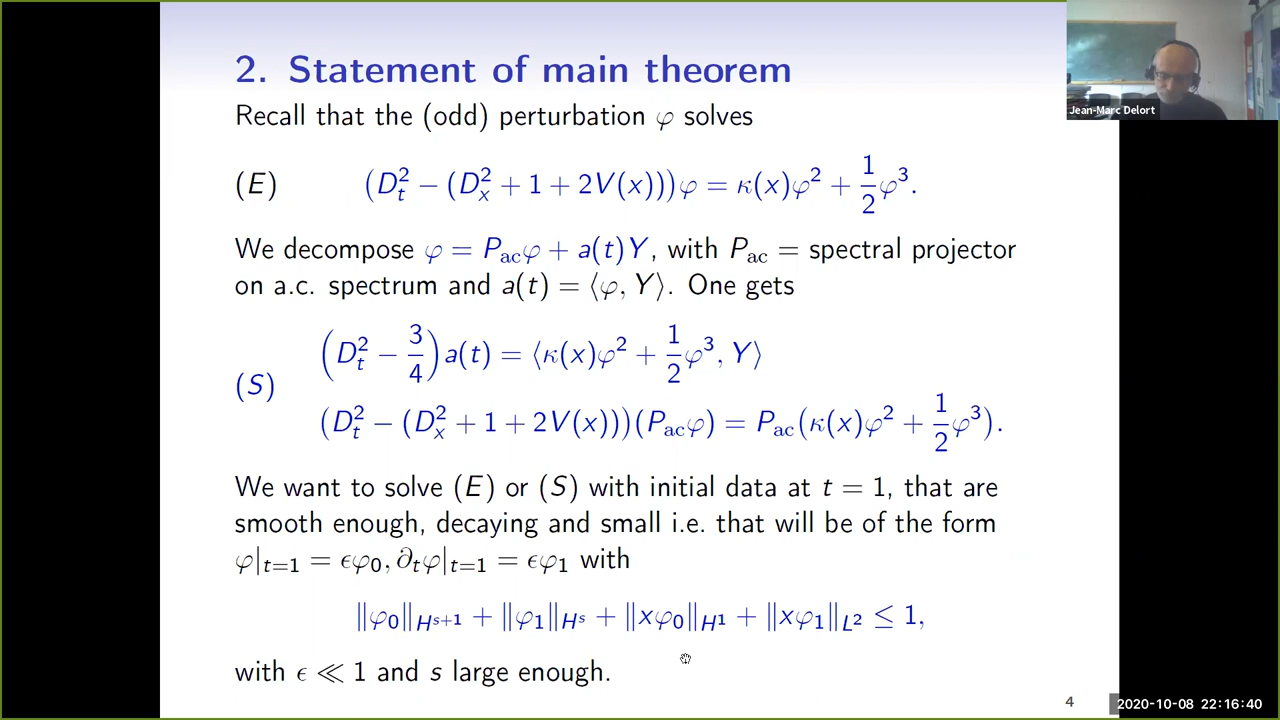 2. Statement of main theorem
Jean-Marc Delort
Recall that the (odd) perturbation φ solves
(E) (D_t^2 − (D_x^2 + 1 + 2V(x)))φ = κ(x)φ^2 + 1/2 φ^3.
We decompose φ = P_ac φ + a(t)Y, with P_ac = spectral projector
on a.c. spectrum and a(t) = ⟨φ, Y⟩. One gets
(D_t^2 − 3/4)a(t) = ⟨κ(x)φ^2 + 1/2 φ^3, Y⟩
(S)
(D_t^2 − (D_x^2 + 1 + 2V(x)))(P_ac φ) = P_ac(κ(x)φ^2 + 1/2 φ^3).
We want to solve (E) or (S) with initial data at t = 1, that are
smooth enough, decaying and small i.e. that will be of the form
φ|_{t=1} = ϵφ_0, ∂_tφ|_{t=1} = ϵφ_1 with
‖φ_0‖_{H^{s+1}} + ‖φ_1‖_{H^s} + ‖xφ_0‖_{H^1} + ‖xφ_1‖_{L^2} ≤ 1,
with ϵ ≪ 1 and s large enough.
4
2020-10-08 22:16:40